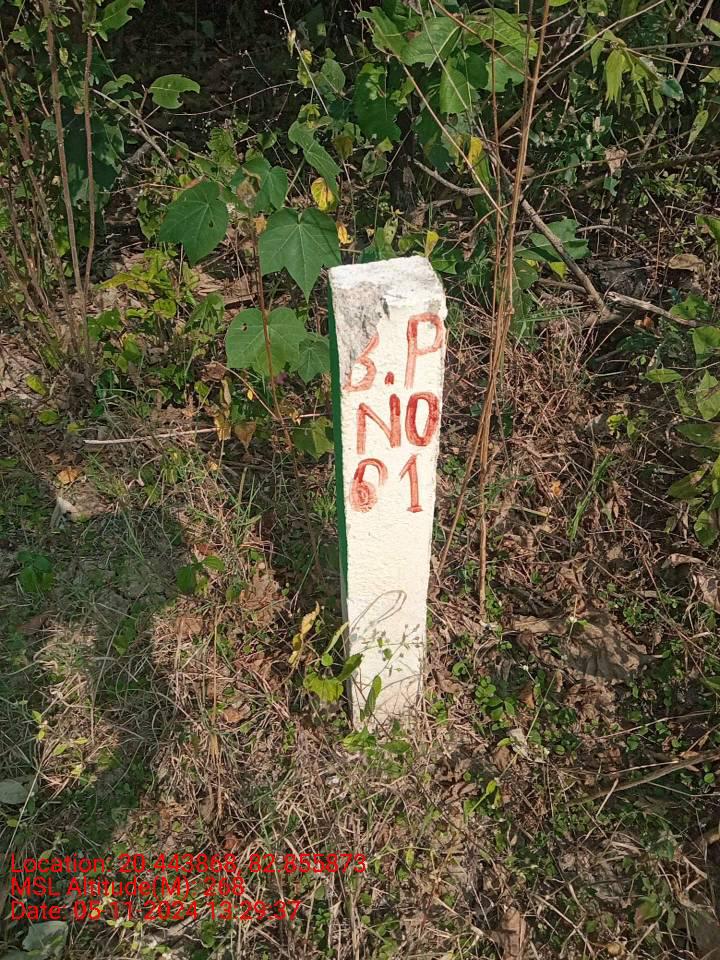 B.P
NO
61
Location: 20.443868, 82.855873
MSL Altitude(M): 268
Date: 05-11-2024 13:29:37